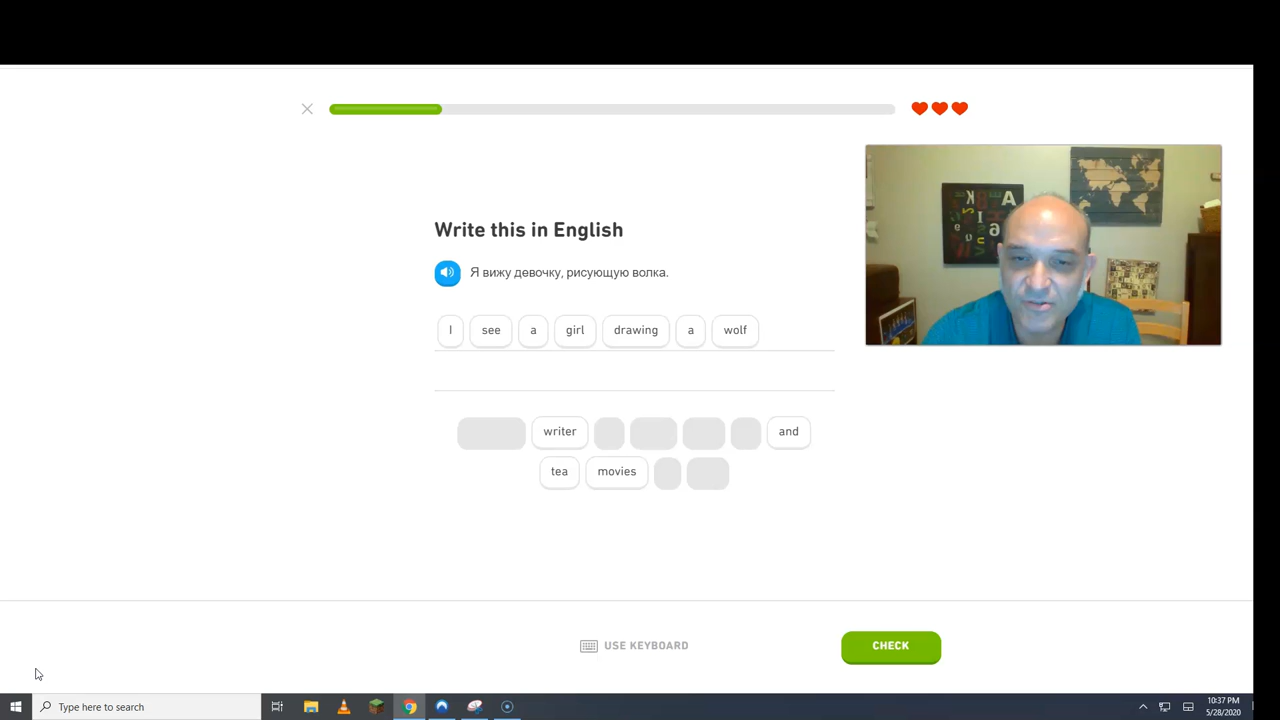 Write this in English
Я вижу девочку, рисующую волка.
I see a girl drawing a wolf
writer and
tea movies
USE KEYBOARD
CHECK
Type here to search
10:37 PM
5/28/2020